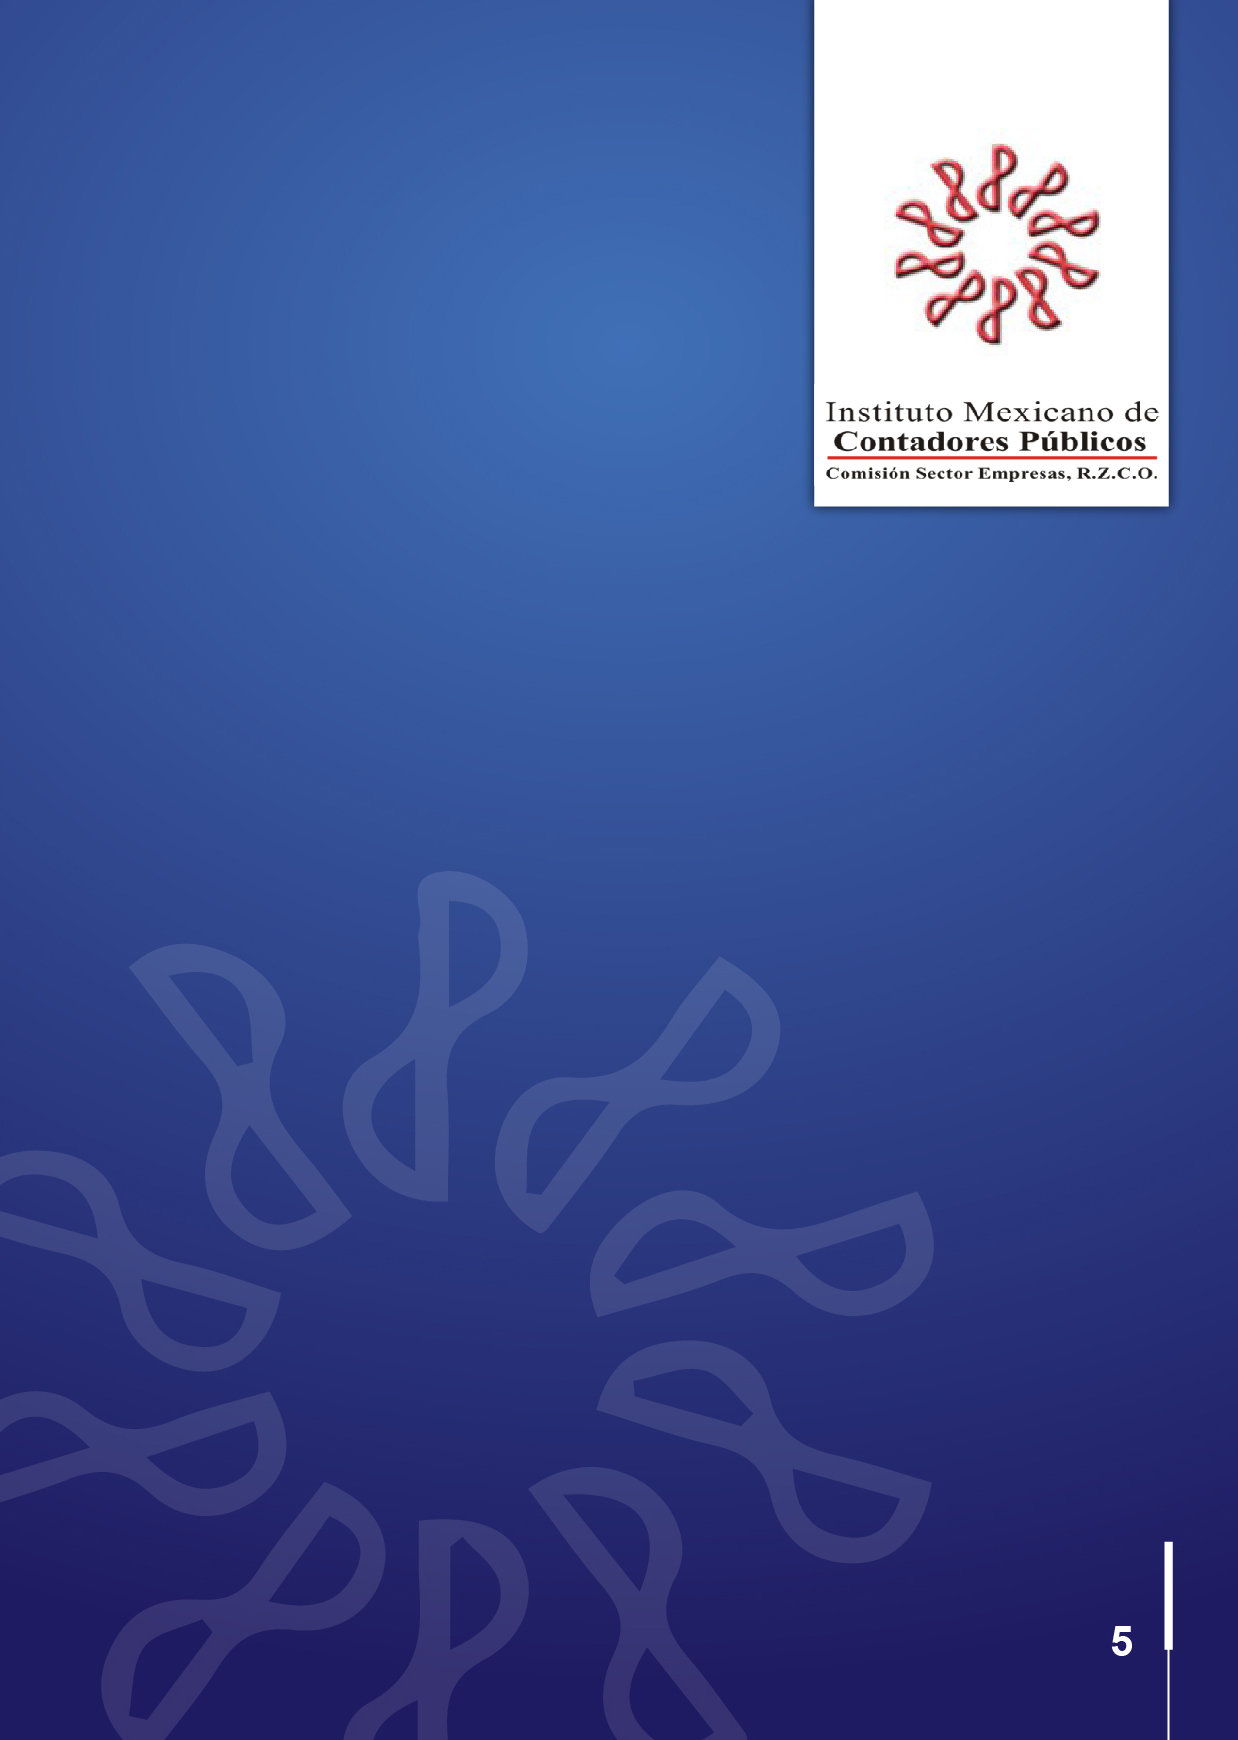 Instituto Mexicano de
Contadores Públicos
Comisión Sector Empresas, R.Z.C.O.
5